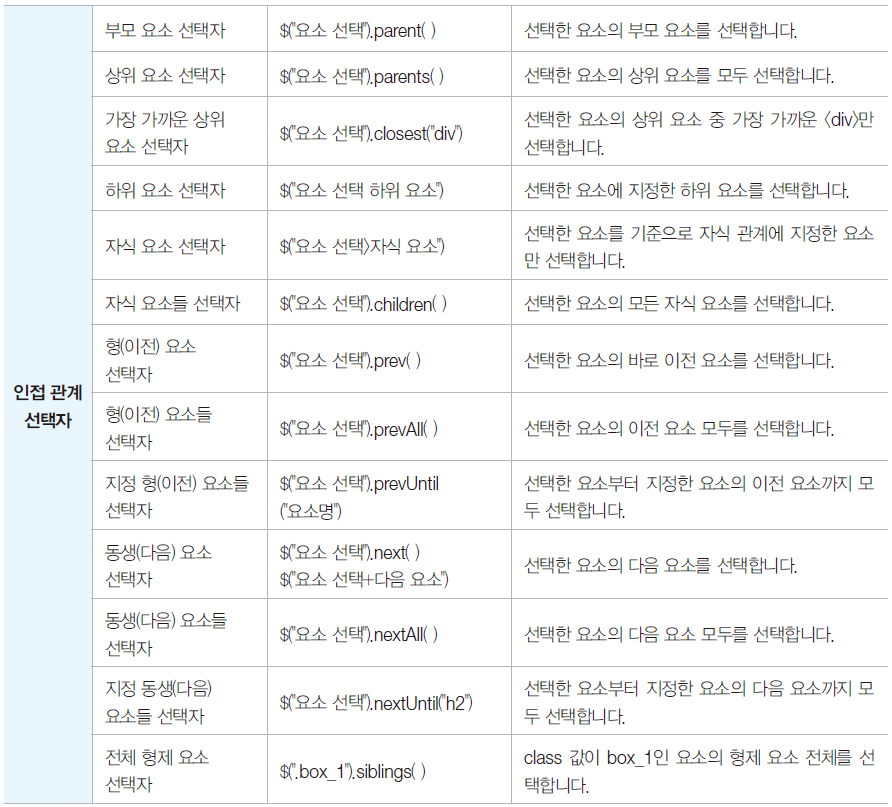 인접 관계
선택자
부모 요소 선택자
$("요소 선택").parent( )
선택한 요소의 부모 요소를 선택합니다.
상위 요소 선택자
$("요소 선택").parents( )
선택한 요소의 상위 요소를 모두 선택합니다.
가장 가까운 상위
요소 선택자
$("요소 선택").closest("div")
선택한 요소의 상위 요소 중 가장 가까운 〈div〉만
선택합니다.
하위 요소 선택자
$("요소 선택 하위 요소")
선택한 요소에 지정한 하위 요소를 선택합니다.
자식 요소 선택자
$("요소 선택〉자식 요소")
선택한 요소를 기준으로 자식 관계에 지정한 요소
만 선택합니다.
자식 요소들 선택자
$("요소 선택").children( )
선택한 요소의 모든 자식 요소를 선택합니다.
형(이전) 요소
선택자
$("요소 선택").prev( )
선택한 요소의 바로 이전 요소를 선택합니다.
형(이전) 요소들
선택자
$("요소 선택").prevAll( )
선택한 요소의 이전 요소 모두를 선택합니다.
지정 형(이전) 요소들
선택자
$("요소 선택").prevUntil
("요소명")
선택한 요소부터 지정한 요소의 이전 요소까지 모
두 선택합니다.
동생(다음) 요소
선택자
$("요소 선택").next( )
$("요소 선택+다음 요소")
선택한 요소의 다음 요소를 선택합니다.
동생(다음) 요소들
선택자
$("요소 선택").nextAll( )
선택한 요소의 다음 요소 모두를 선택합니다.
지정 동생(다음)
요소들 선택자
$("요소 선택").nextUntil("h2")
선택한 요소부터 지정한 요소의 다음 요소까지 모
두 선택합니다.
전체 형제 요소
선택자
$(".box_1").siblings( )
class 값이 box_1인 요소의 형제 요소 전체를 선
택합니다.